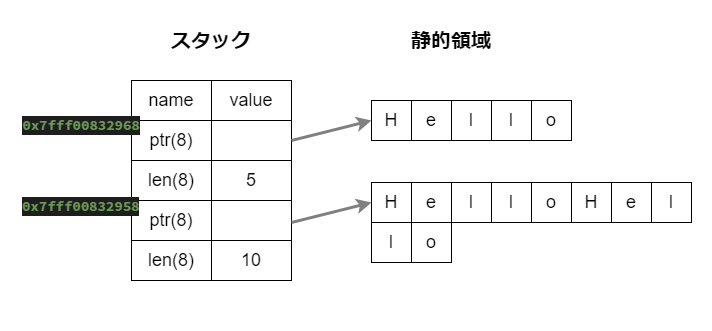 スタック 静的領域
name value
0x7fff00832968
ptr(8) H e l l o
len(8) 5
0x7fff00832958
ptr(8) H e l l o H e l
len(8) 10 l o